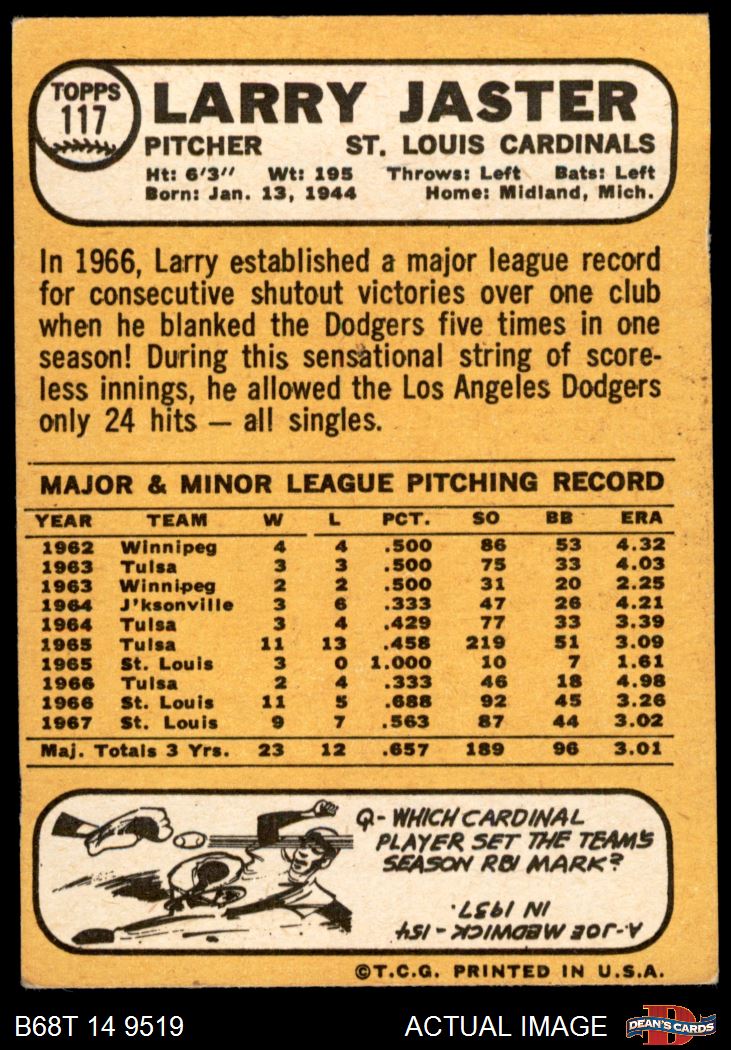 TOPPS
117
LARRY JASTER
PITCHER ST. LOUIS CARDINALS
Ht: 6'3" Wt: 195 Throws: Left Bats: Left
Born: Jan. 13, 1944 Home: Midland, Mich.
In 1966, Larry established a major league record
for consecutive shutout victories over one club
when he blanked the Dodgers five times in one
season! During this sensational string of score-
less innings, he allowed the Los Angeles Dodgers
only 24 hits — all singles.
MAJOR & MINOR LEAGUE PITCHING RECORD
YEAR TEAM W L PCT. SO BB ERA
1962 Winnipeg 4 4 .500 86 53 4.32
1963 Tulsa 3 3 .500 75 33 4.03
1963 Winnipeg 2 2 .500 31 20 2.25
1964 J'ksonville 3 6 .333 47 26 4.21
1964 Tulsa 3 4 .429 77 33 3.39
1965 Tulsa 11 13 .458 219 51 3.09
1965 St. Louis 3 0 1.000 10 7 1.61
1966 Tulsa 2 4 .333 46 18 4.98
1966 St. Louis 11 5 .688 92 45 3.26
1967 St. Louis 9 7 .563 87 44 3.02
Maj. Totals 3 Yrs. 23 12 .657 189 96 3.01
Q- WHICH CARDINAL
PLAYER SET THE TEAM'S
SEASON RBI MARK?
A-JOE MEDWICK - 154
IN 1937.
©T.C.G. PRINTED IN U.S.A.
B68T 14 9519 ACTUAL IMAGE
D
DEAN'S CARDS